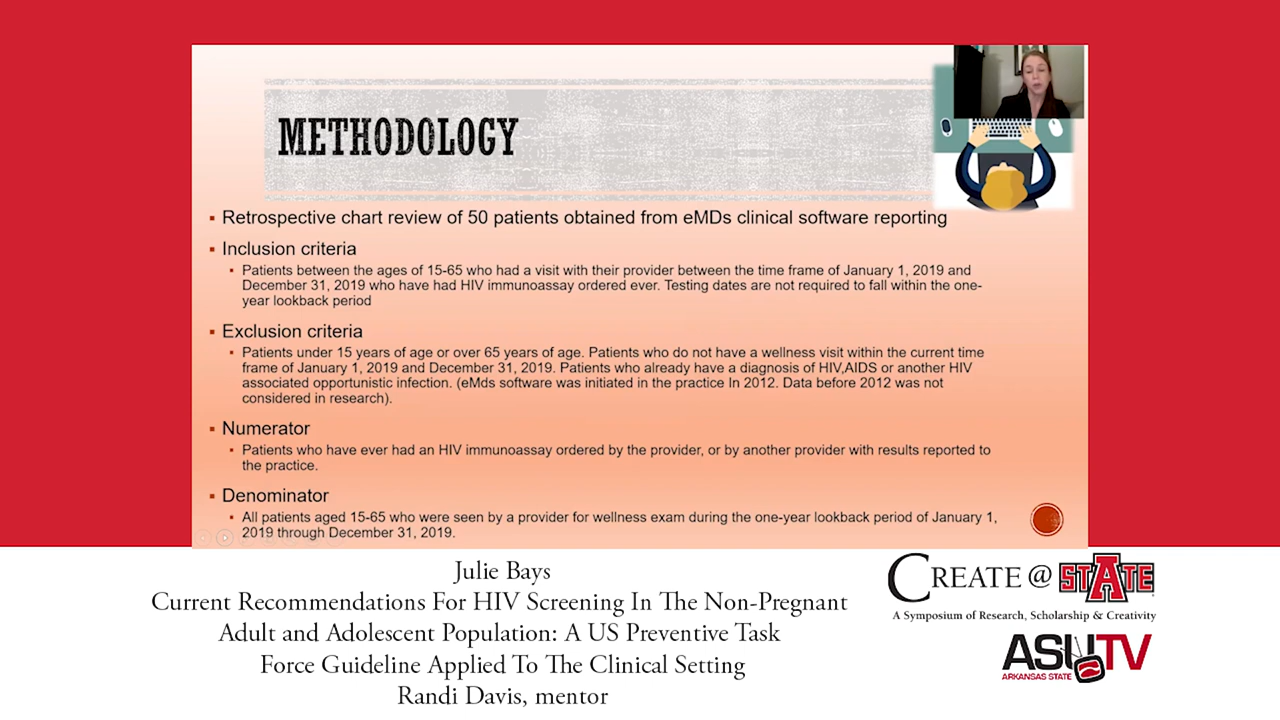 METHODOLOGY
▪ Retrospective chart review of 50 patients obtained from eMDs clinical software reporting
▪ Inclusion criteria
▪ Patients between the ages of 15-65 who had a visit with their provider between the time frame of January 1, 2019 and
December 31, 2019 who have had HIV immunoassay ordered ever. Testing dates are not required to fall within the one-
year lookback period
▪ Exclusion criteria
▪ Patients under 15 years of age or over 65 years of age. Patients who do not have a wellness visit within the current time
frame of January 1, 2019 and December 31, 2019. Patients who already have a diagnosis of HIV,AIDS or another HIV
associated opportunistic infection. (eMds software was initiated in the practice In 2012. Data before 2012 was not
considered in research).
▪ Numerator
▪ Patients who have ever had an HIV immunoassay ordered by the provider, or by another provider with results reported to
the practice.
▪ Denominator
▪ All patients aged 15-65 who were seen by a provider for wellness exam during the one-year lookback period of January 1,
2019 through December 31, 2019.
Julie Bays
Current Recommendations For HIV Screening In The Non-Pregnant
Adult and Adolescent Population: A US Preventive Task
Force Guideline Applied To The Clinical Setting
Randi Davis, mentor
CREATE @ STATE
A Symposium of Research, Scholarship & Creativity
ASUTV
ARKANSAS STATE